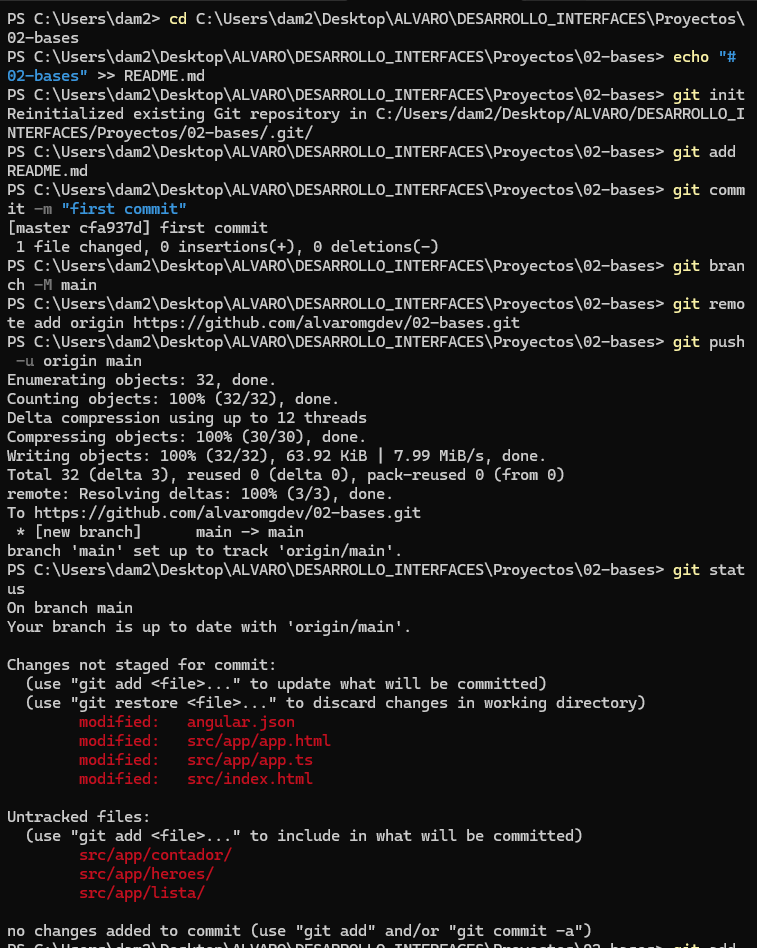 PS C:\Users\dam2> cd C:\Users\dam2\Desktop\ALVARO\DESARROLLO_INTERFACES\Proyectos\
02-bases
PS C:\Users\dam2\Desktop\ALVARO\DESARROLLO_INTERFACES\Proyectos\02-bases> echo "#
02-bases" >> README.md
PS C:\Users\dam2\Desktop\ALVARO\DESARROLLO_INTERFACES\Proyectos\02-bases> git init
Reinitialized existing Git repository in C:/Users/dam2/Desktop/ALVARO/DESARROLLO_I
NTERFACES/Proyectos/02-bases/.git/
PS C:\Users\dam2\Desktop\ALVARO\DESARROLLO_INTERFACES\Proyectos\02-bases> git add
README.md
PS C:\Users\dam2\Desktop\ALVARO\DESARROLLO_INTERFACES\Proyectos\02-bases> git comm
it -m "first commit"
[master cfa937d] first commit
 1 file changed, 0 insertions(+), 0 deletions(-)
PS C:\Users\dam2\Desktop\ALVARO\DESARROLLO_INTERFACES\Proyectos\02-bases> git bran
ch -M main
PS C:\Users\dam2\Desktop\ALVARO\DESARROLLO_INTERFACES\Proyectos\02-bases> git remo
te add origin https://github.com/alvaromgdev/02-bases.git
PS C:\Users\dam2\Desktop\ALVARO\DESARROLLO_INTERFACES\Proyectos\02-bases> git push
 -u origin main
Enumerating objects: 32, done.
Counting objects: 100% (32/32), done.
Delta compression using up to 12 threads
Compressing objects: 100% (30/30), done.
Writing objects: 100% (32/32), 63.92 KiB | 7.99 MiB/s, done.
Total 32 (delta 3), reused 0 (delta 0), pack-reused 0 (from 0)
remote: Resolving deltas: 100% (3/3), done.
To https://github.com/alvaromgdev/02-bases.git
 * [new branch]      main -> main
branch 'main' set up to track 'origin/main'.
PS C:\Users\dam2\Desktop\ALVARO\DESARROLLO_INTERFACES\Proyectos\02-bases> git stat
us
On branch main
Your branch is up to date with 'origin/main'.

Changes not staged for commit:
  (use "git add <file>..." to update what will be committed)
  (use "git restore <file>..." to discard changes in working directory)
        modified:   angular.json
        modified:   src/app/app.html
        modified:   src/app/app.ts
        modified:   src/index.html

Untracked files:
  (use "git add <file>..." to include in what will be committed)
        src/app/contador/
        src/app/heroes/
        src/app/lista/

no changes added to commit (use "git add" and/or "git commit -a")
PS C:\Users\dam2\Desktop\ALVARO\DESARROLLO_INTERFACES\Proyectos\02-bases> git add